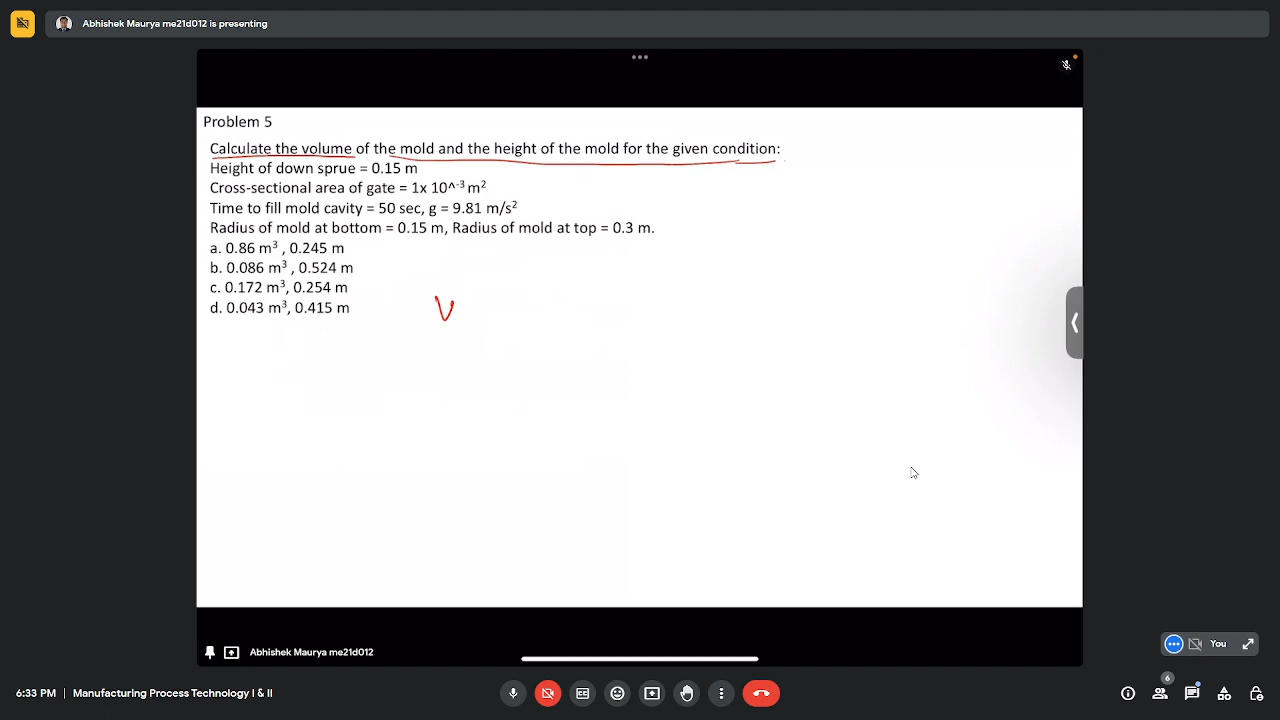 Abhishek Maurya me21d012 is presenting
Problem 5
Calculate the volume of the mold and the height of the mold for the given condition:
Height of down sprue = 0.15 m
Cross-sectional area of gate = 1x 10^⁻³ m²
Time to fill mold cavity = 50 sec, g = 9.81 m/s²
Radius of mold at bottom = 0.15 m, Radius of mold at top = 0.3 m.
a. 0.86 m³ , 0.245 m
b. 0.086 m³ , 0.524 m
c. 0.172 m³, 0.254 m
d. 0.043 m³, 0.415 m
V
Abhishek Maurya me21d012
You
6
6:33 PM | Manufacturing Process Technology I & II